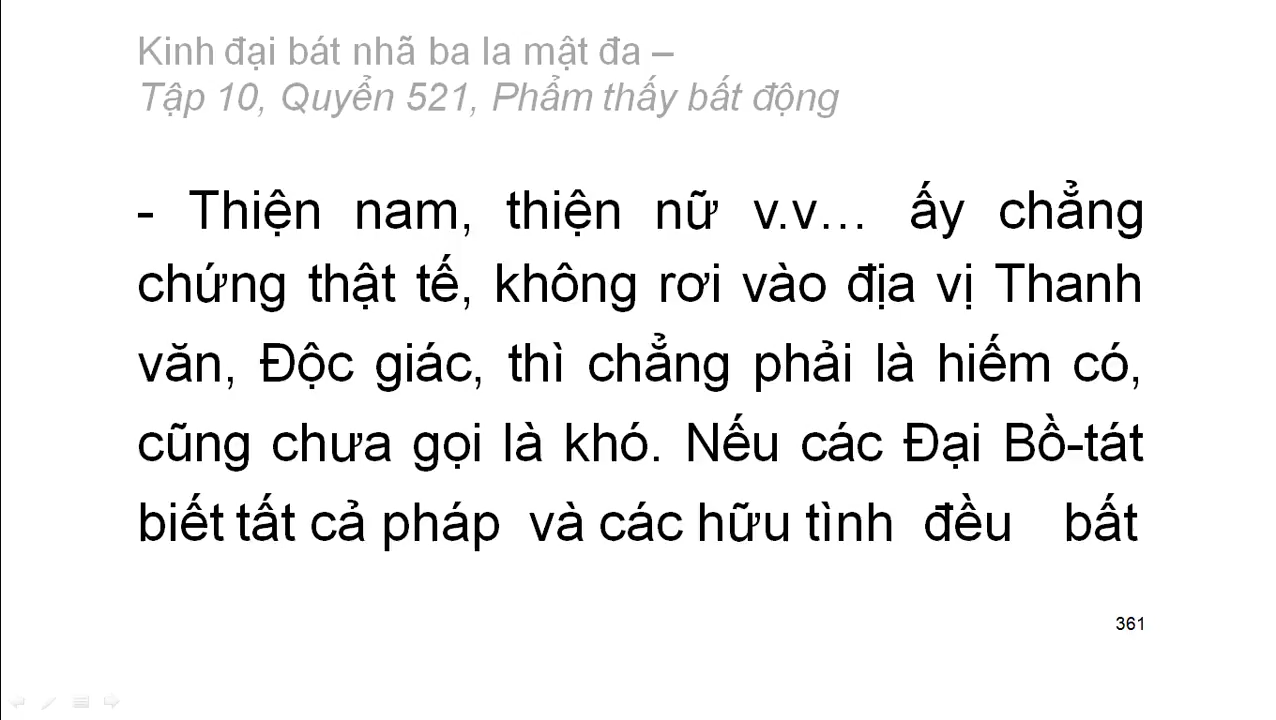 Kinh đại bát nhã ba la mật đa –
Tập 10, Quyển 521, Phẩm thấy bất động
- Thiện nam, thiện nữ v.v… ấy chẳng
chứng thật tế, không rơi vào địa vị Thanh
văn, Độc giác, thì chẳng phải là hiếm có,
cũng chưa gọi là khó. Nếu các Đại Bồ-tát
biết tất cả pháp và các hữu tình đều bất
361